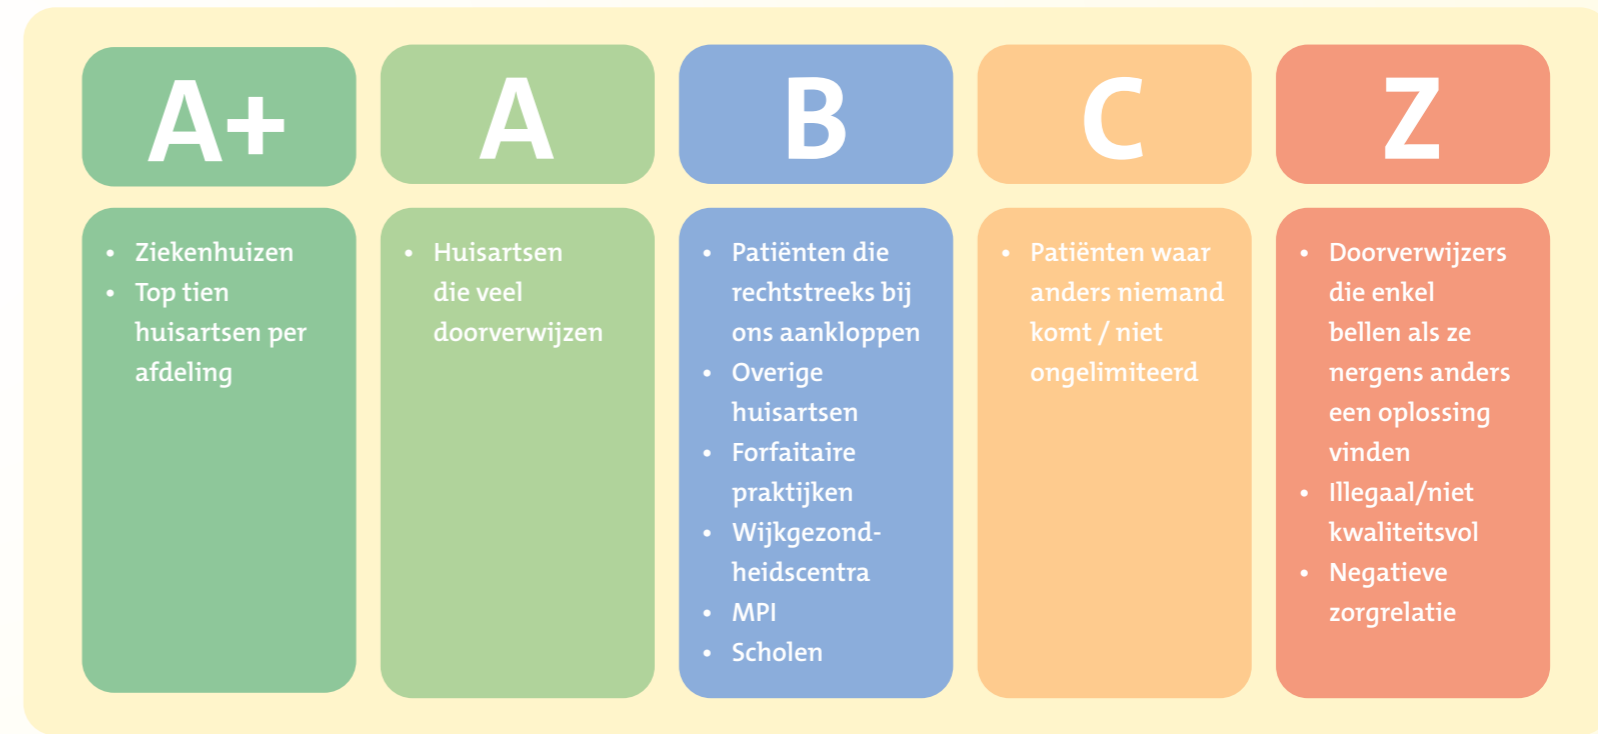 A+
• Ziekenhuizen
• Top tien
huisartsen per
afdeling
A
• Huisartsen
die veel
doorverwijzen
B
• Patiënten die
rechtstreeks bij
ons aankloppen
• Overige
huisartsen
• Forfaitaire
praktijken
• Wijkgezond-
heidscentra
• MPI
• Scholen
C
• Patiënten waar
anders niemand
komt / niet
ongelimiteerd
Z
• Doorverwijzers
die enkel
bellen als ze
nergens anders
een oplossing
vinden
• Illegaal/niet
kwaliteitsvol
• Negatieve
zorgrelatie